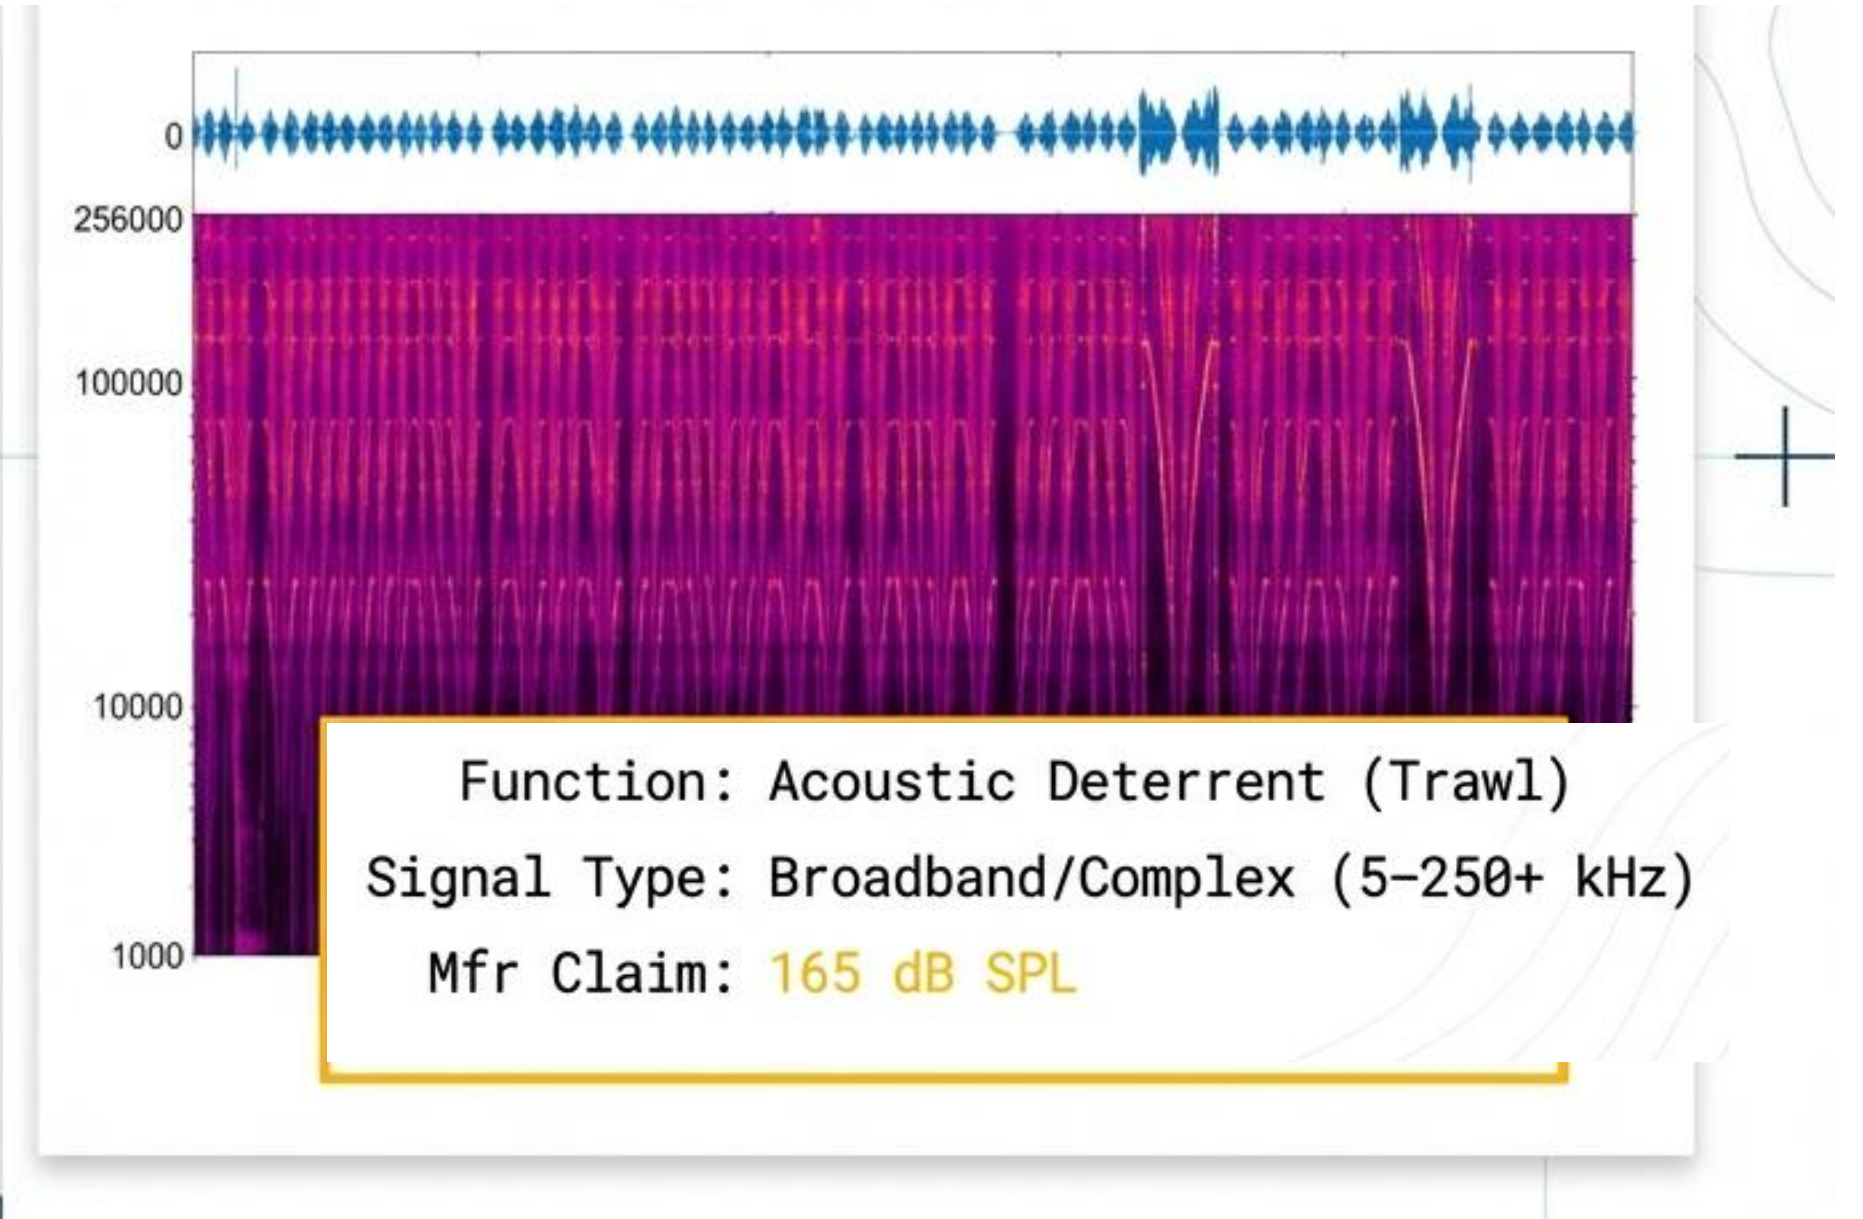 0
256000
100000
10000
1000
Function: Acoustic Deterrent (Trawl)
Signal Type: Broadband/Complex (5–250+ kHz)
Mfr Claim: 165 dB SPL